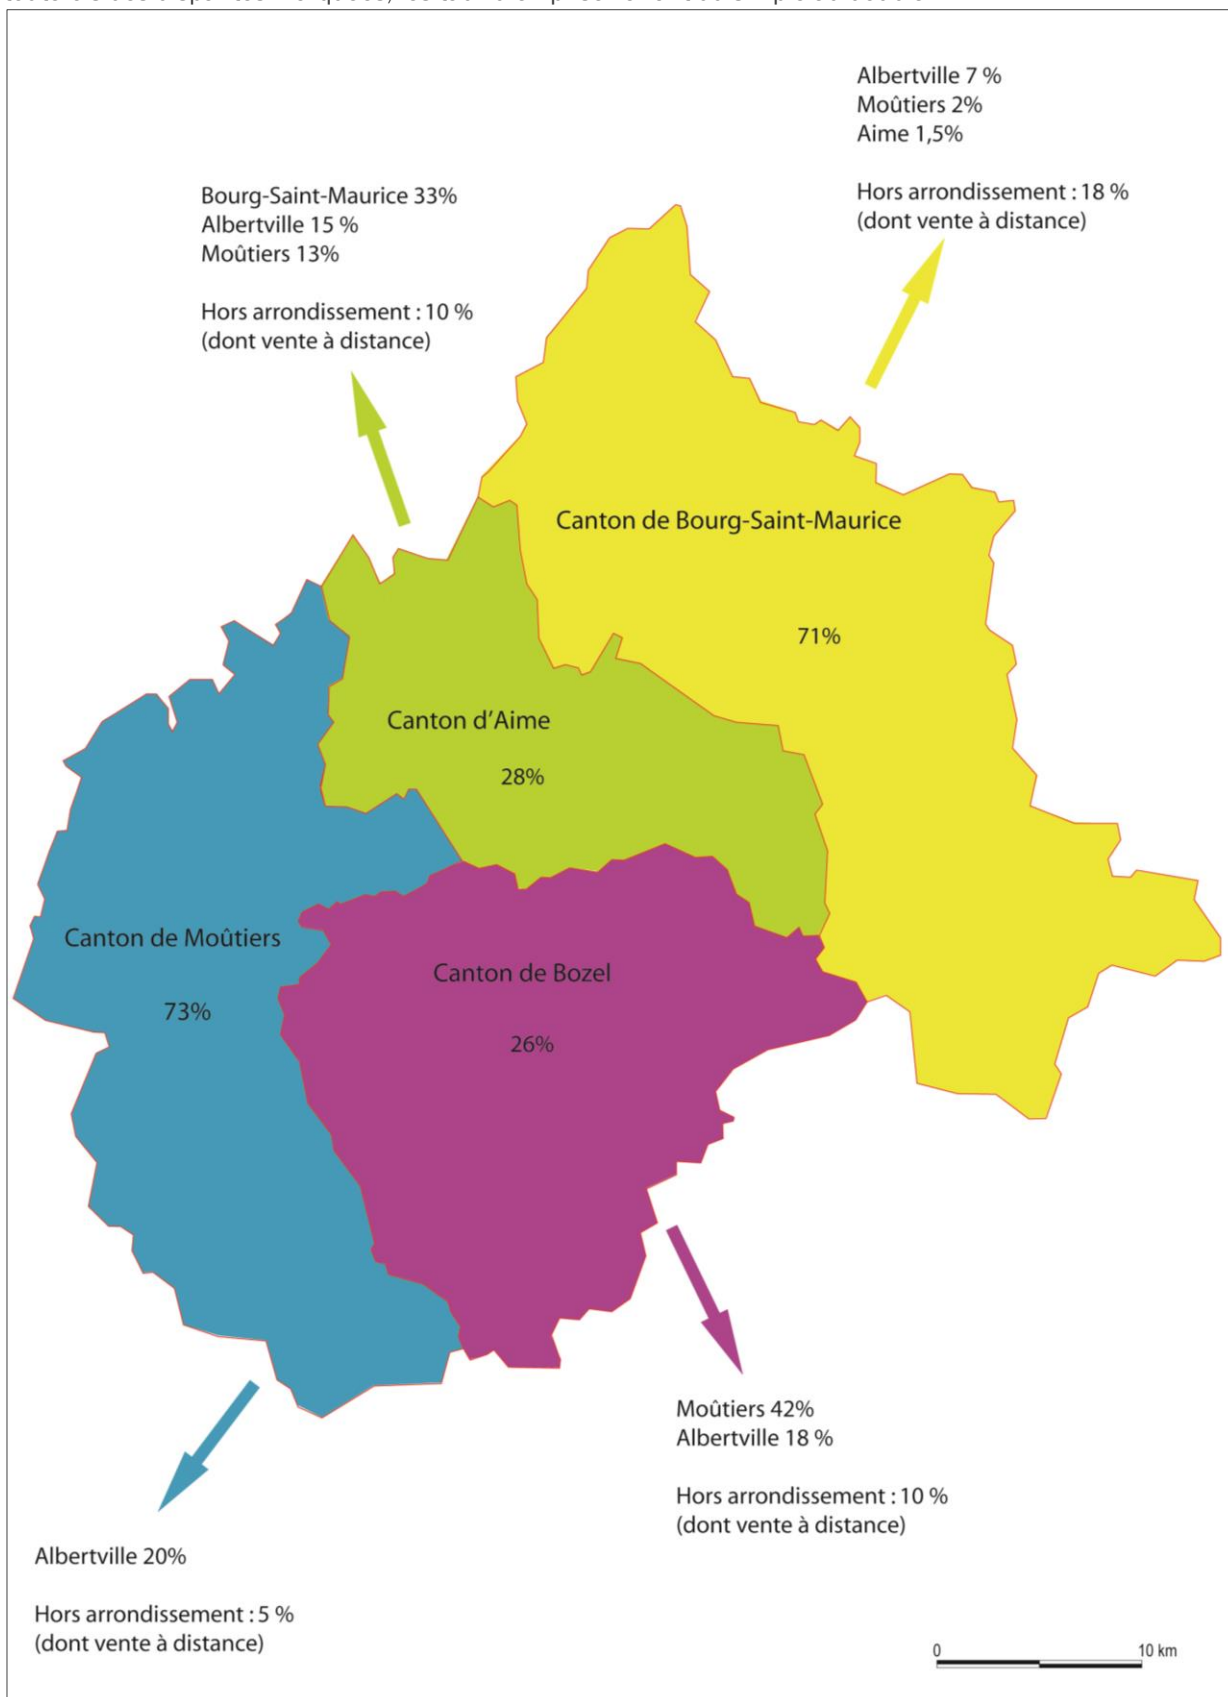 Albertville 7 %
Moûtiers 2%
Aime 1,5%
Hors arrondissement : 18 %
(dont vente à distance)
Bourg-Saint-Maurice 33%
Albertville 15 %
Moûtiers 13%
Hors arrondissement : 10 %
(dont vente à distance)
Canton de Bourg-Saint-Maurice
71%
Canton d'Aime
28%
Canton de Moûtiers
73%
Canton de Bozel
26%
Moûtiers 42%
Albertville 18 %
Hors arrondissement : 10 %
(dont vente à distance)
Albertville 20%
Hors arrondissement : 5 %
(dont vente à distance)
0 10 km